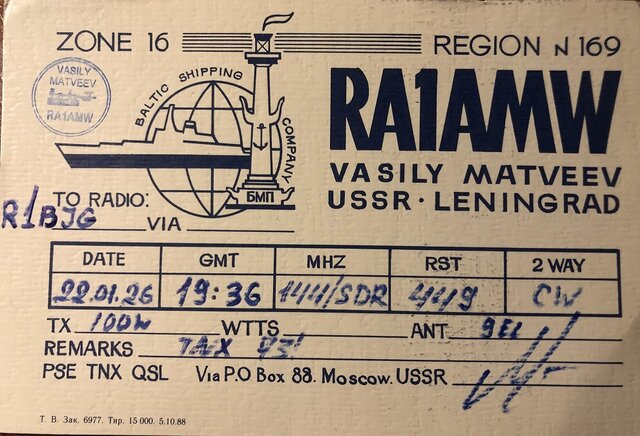 ZONE 16
REGION N 169
VASILY
MATVEEV
RA1AMW
BALTIC SHIPPING COMPANY
БМП
RA1AMW
VASILY MATVEEV
USSR · LENINGRAD
TO RADIO:
R1BJG VIA
DATE GMT MHZ RST 2 WAY
22.01.26 19:36 144/SDR 449 CW
TX 100W WTTS ANT 9EL
REMARKS TNX 73!
PSE TNX QSL Via P.O Box 88. Moscow. USSR
Т. В. Зак. 6977. Тир. 15 000. 5.10.88